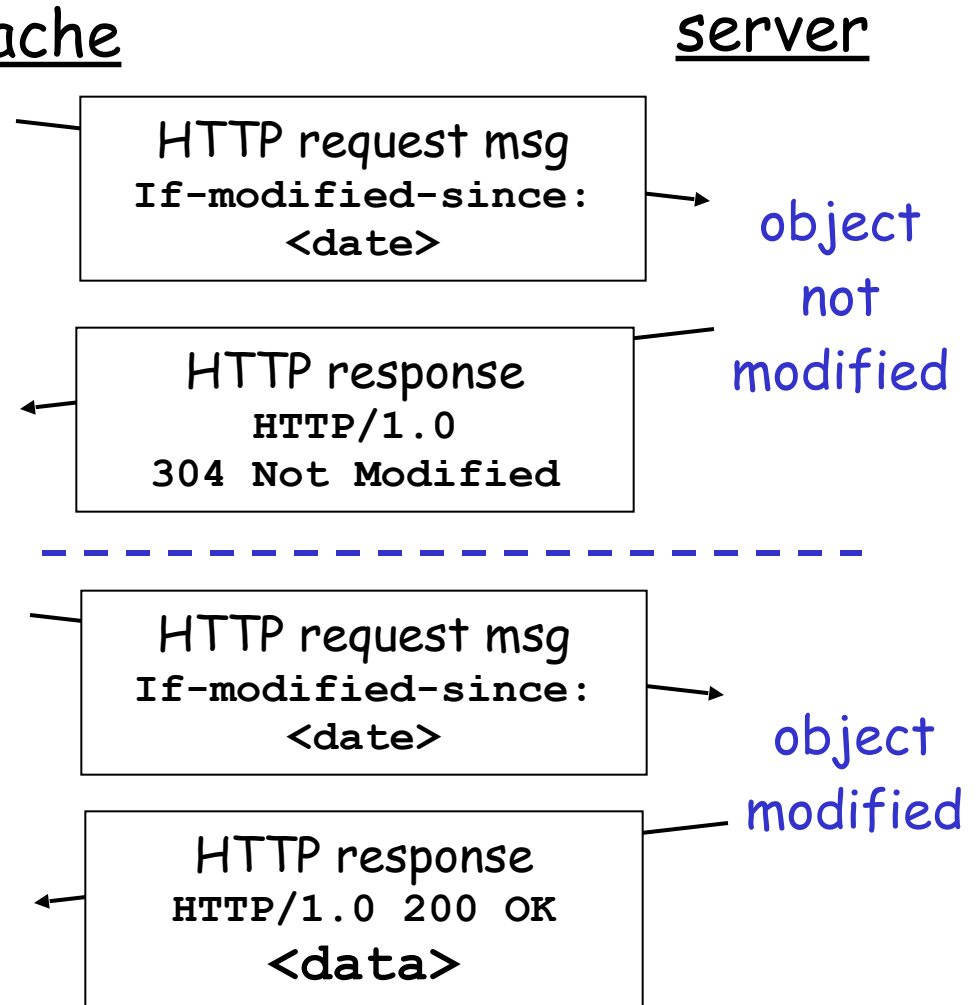 ache
server
HTTP request msg
If-modified-since:
<date>
object
not
modified
HTTP response
HTTP/1.0
304 Not Modified
HTTP request msg
If-modified-since:
<date>
object
modified
HTTP response
HTTP/1.0 200 OK
<data>